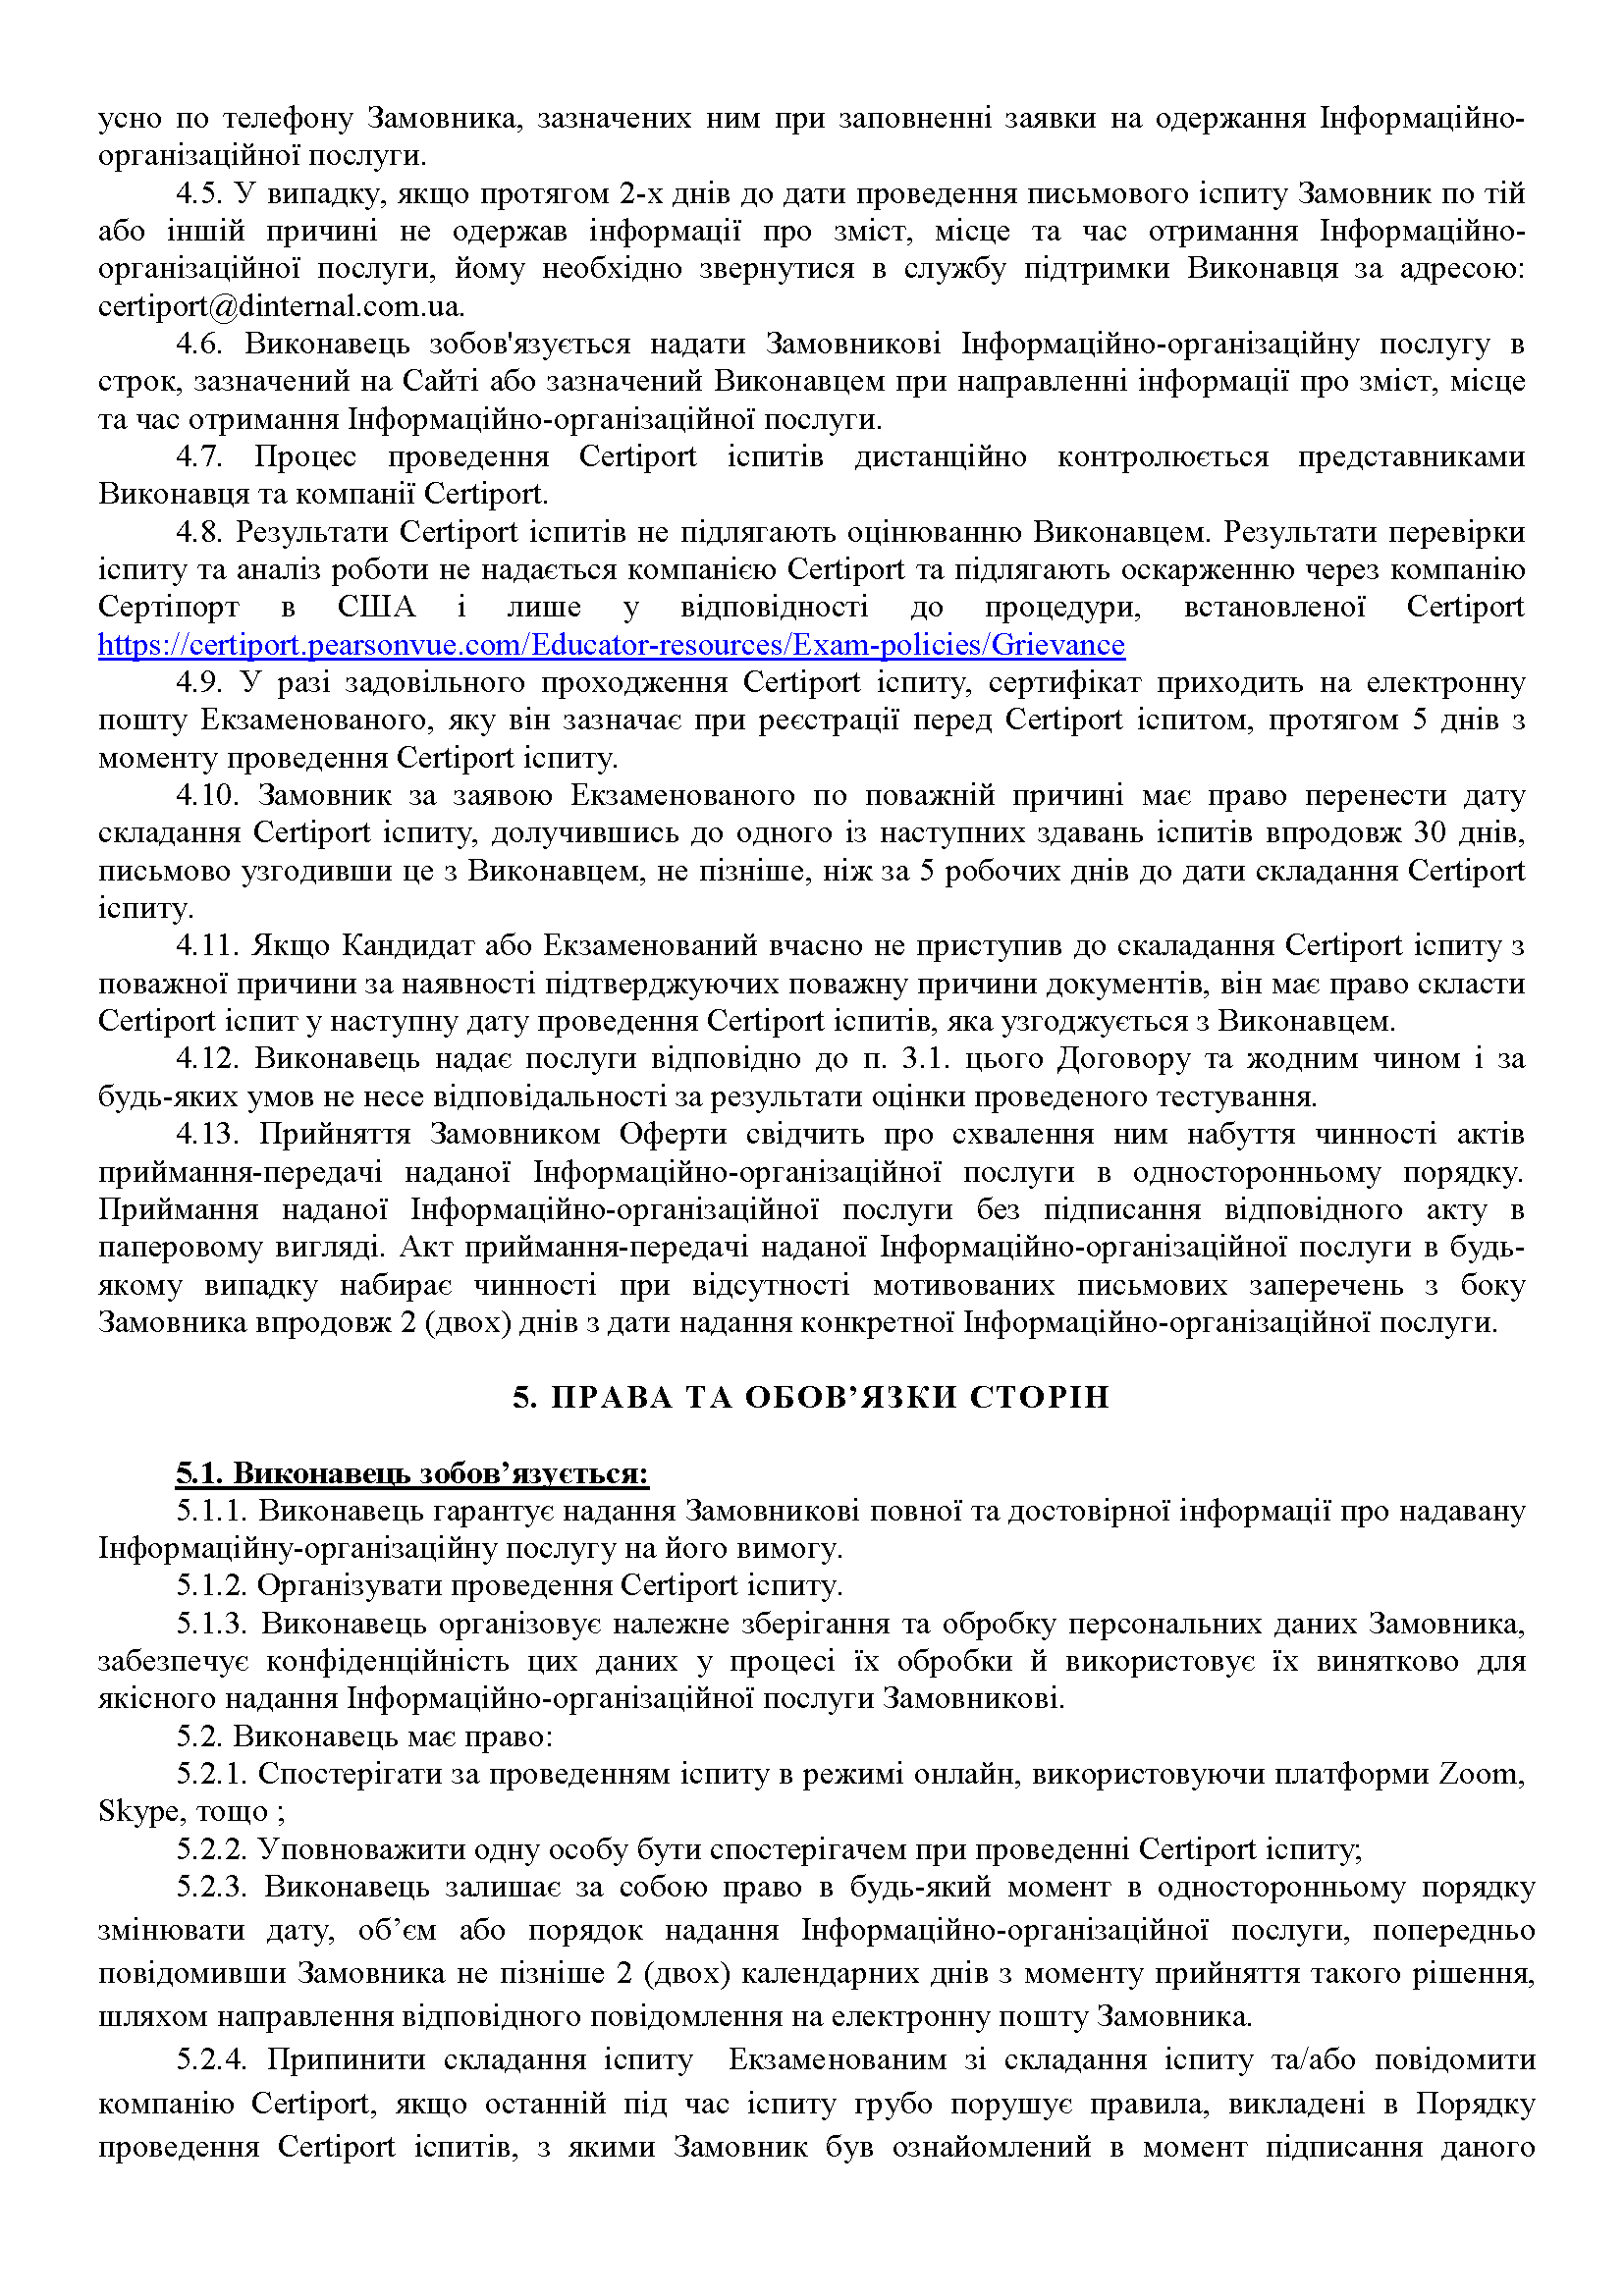 усно по телефону Замовника, зазначених ним при заповненні заявки на одержання Інформаційно-
організаційної послуги.
4.5. У випадку, якщо протягом 2-х днів до дати проведення письмового іспиту Замовник по тій
або іншій причині не одержав інформації про зміст, місце та час отримання Інформаційно-
організаційної послуги, йому необхідно звернутися в службу підтримки Виконавця за адресою:
certiport@dinternal.com.ua.
4.6. Виконавець зобов'язується надати Замовникові Інформаційно-організаційну послугу в
строк, зазначений на Сайті або зазначений Виконавцем при направленні інформації про зміст, місце
та час отримання Інформаційно-організаційної послуги.
4.7. Процес проведення Certiport іспитів дистанційно контролюється представниками
Виконавця та компанії Certiport.
4.8. Результати Certiport іспитів не підлягають оцінюванню Виконавцем. Результати перевірки
іспиту та аналіз роботи не надається компанією Certiport та підлягають оскарженню через компанію
Сертіпорт в США і лише у відповідності до процедури, встановленої Certiport
https://certiport.pearsonvue.com/Educator-resources/Exam-policies/Grievance
4.9. У разі задовільного проходження Certiport іспиту, сертифікат приходить на електронну
пошту Екзаменованого, яку він зазначає при реєстрації перед Certiport іспитом, протягом 5 днів з
моменту проведення Certiport іспиту.
4.10. Замовник за заявою Екзаменованого по поважній причині має право перенести дату
складання Certiport іспиту, долучившись до одного із наступних здавань іспитів впродовж 30 днів,
письмово узгодивши це з Виконавцем, не пізніше, ніж за 5 робочих днів до дати складання Certiport
іспиту.
4.11. Якщо Кандидат або Екзаменований вчасно не приступив до скаладання Certiport іспиту з
поважної причини за наявності підтверджуючих поважну причини документів, він має право скласти
Certiport іспит у наступну дату проведення Certiport іспитів, яка узгоджується з Виконавцем.
4.12. Виконавець надає послуги відповідно до п. 3.1. цього Договору та жодним чином і за
будь-яких умов не несе відповідальності за результати оцінки проведеного тестування.
4.13. Прийняття Замовником Оферти свідчить про схвалення ним набуття чинності актів
приймання-передачі наданої Інформаційно-організаційної послуги в односторонньому порядку.
Приймання наданої Інформаційно-організаційної послуги без підписання відповідного акту в
паперовому вигляді. Акт приймання-передачі наданої Інформаційно-організаційної послуги в будь-
якому випадку набирає чинності при відсутності мотивованих письмових заперечень з боку
Замовника впродовж 2 (двох) днів з дати надання конкретної Інформаційно-організаційної послуги.
5. ПРАВА ТА ОБОВ’ЯЗКИ СТОРІН
5.1. Виконавець зобов’язується:
5.1.1. Виконавець гарантує надання Замовникові повної та достовірної інформації про надавану
Інформаційну-організаційну послугу на його вимогу.
5.1.2. Організувати проведення Certiport іспиту.
5.1.3. Виконавець організовує належне зберігання та обробку персональних даних Замовника,
забезпечує конфіденційність цих даних у процесі їх обробки й використовує їх винятково для
якісного надання Інформаційно-організаційної послуги Замовникові.
5.2. Виконавець має право:
5.2.1. Спостерігати за проведенням іспиту в режимі онлайн, використовуючи платформи Zoom,
Skype, тощо ;
5.2.2. Уповноважити одну особу бути спостерігачем при проведенні Certiport іспиту;
5.2.3. Виконавець залишає за собою право в будь-який момент в односторонньому порядку
змінювати дату, об’єм або порядок надання Інформаційно-організаційної послуги, попередньо
повідомивши Замовника не пізніше 2 (двох) календарних днів з моменту прийняття такого рішення,
шляхом направлення відповідного повідомлення на електронну пошту Замовника.
5.2.4. Припинити складання іспиту Екзаменованим зі складання іспиту та/або повідомити
компанію Certiport, якщо останній під час іспиту грубо порушує правила, викладені в Порядку
проведення Certiport іспитів, з якими Замовник був ознайомлений в момент підписання даного